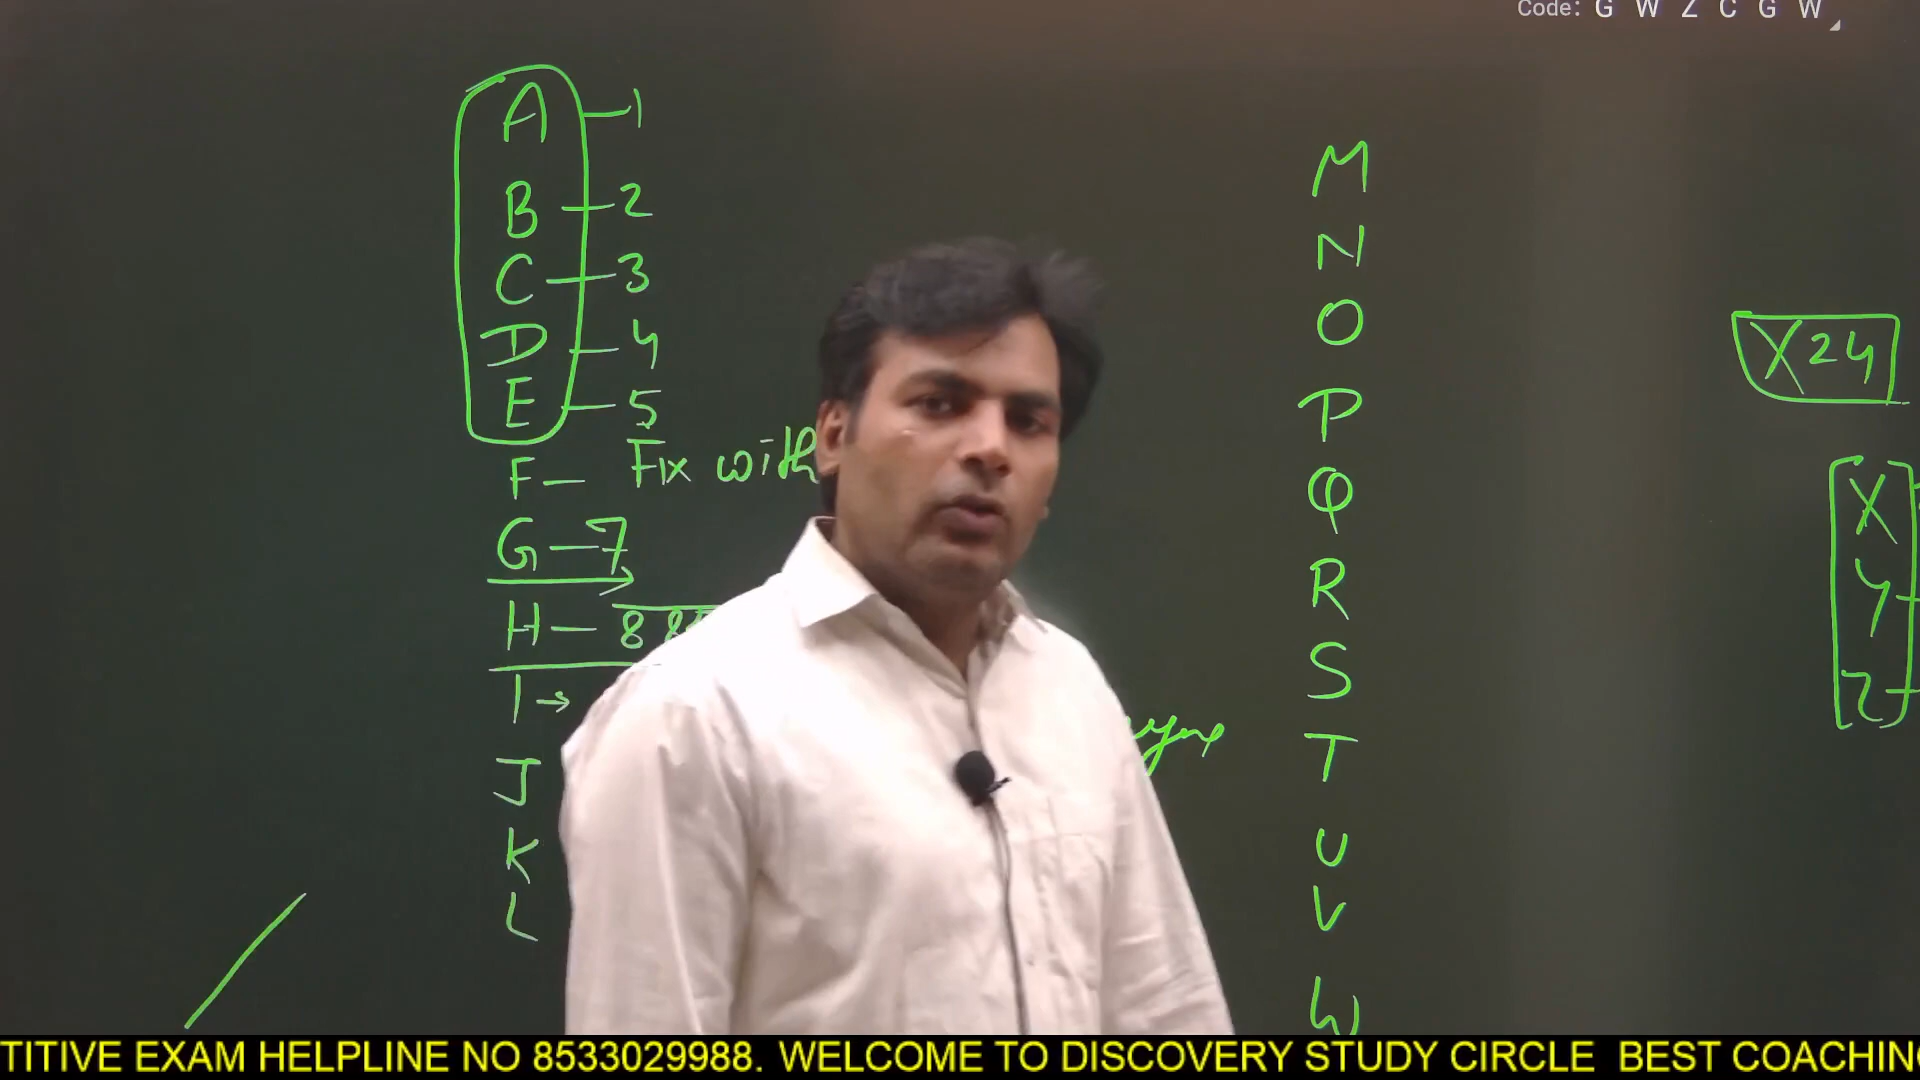 Code: G W Z C G W
A - 1
B - 2
C - 3
D - 4
E - 5
F - Fix with
G - 7
H - 8
I →
J
K
L
M
N
O
P
Q
R
S
T
U
V
W
X24
X
Y
Z
TITIVE EXAM HELPLINE NO 8533029988. WELCOME TO DISCOVERY STUDY CIRCLE BEST COACHIN